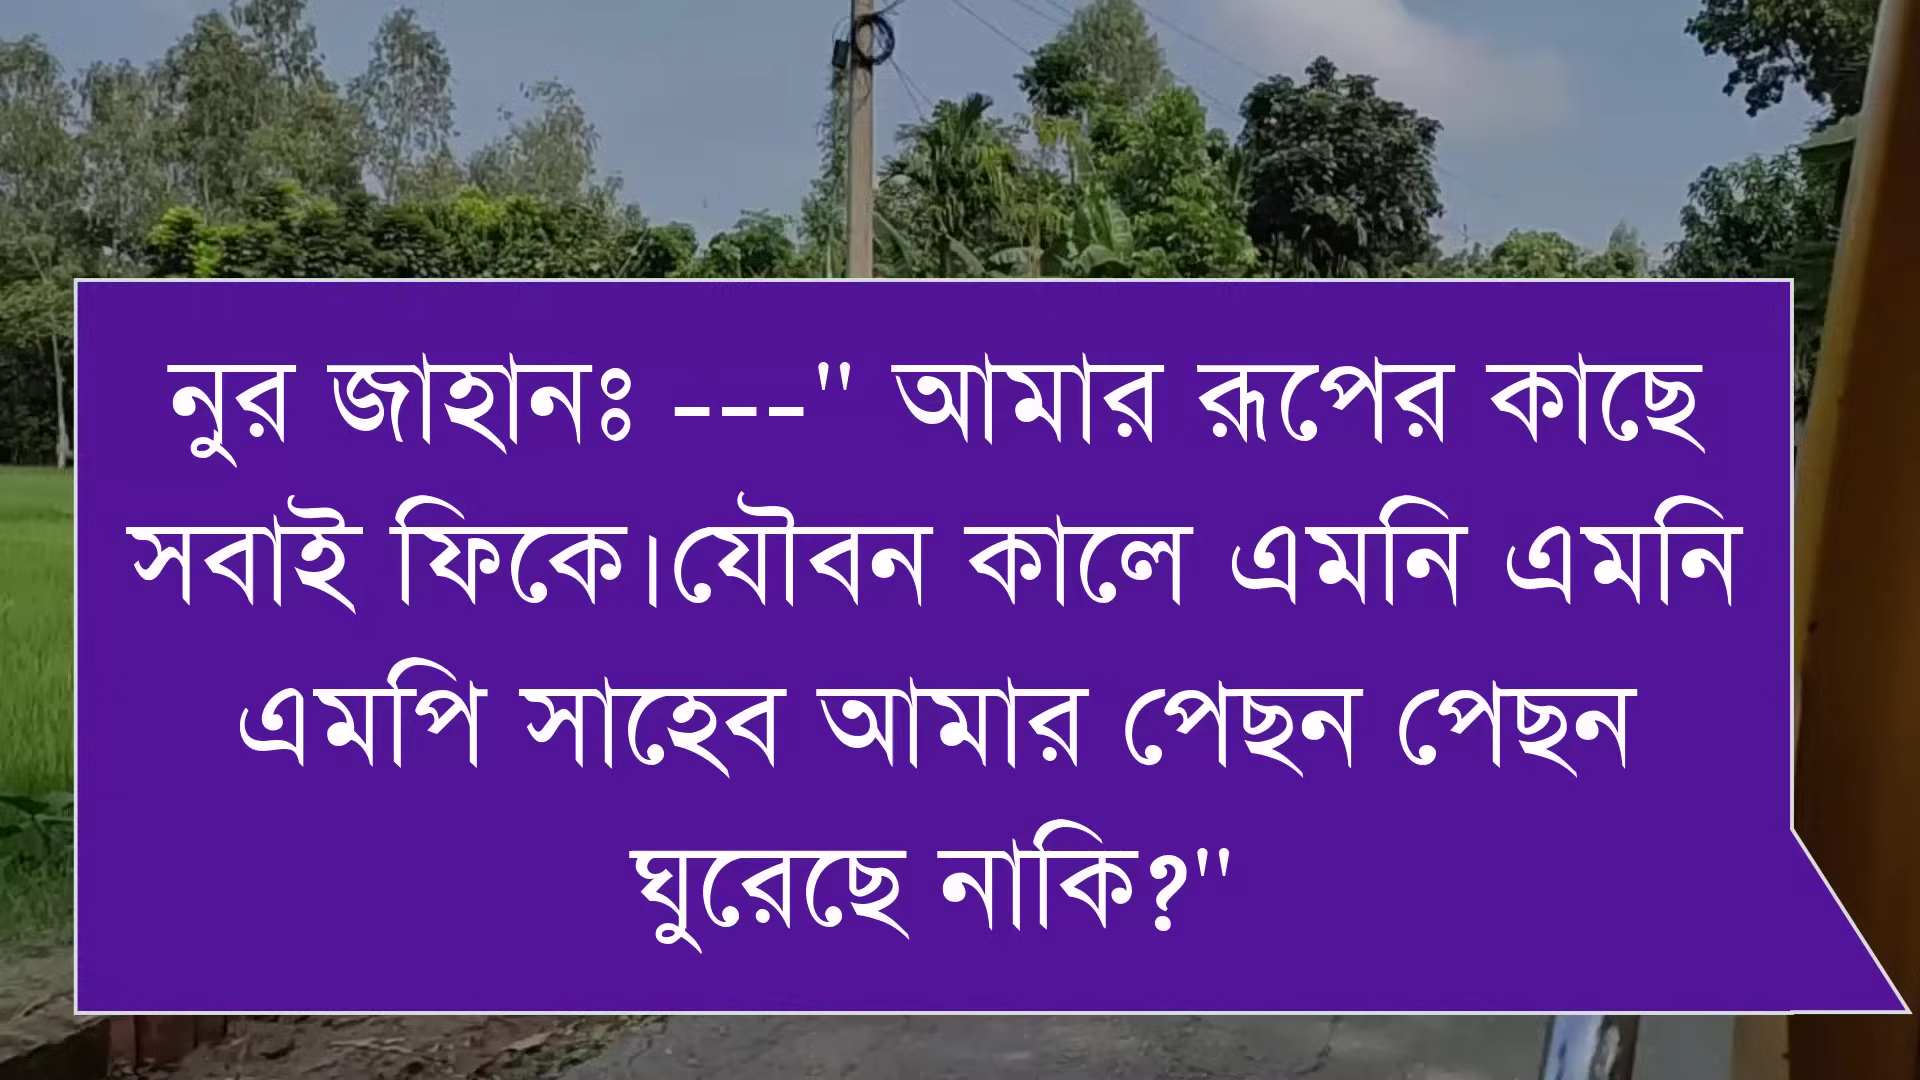 নুর জাহানঃ ---" আমার রূপের কাছে
সবাই ফিকে।যৌবন কালে এমনি এমনি
এমপি সাহেব আমার পেছন পেছন
ঘুরেছে নাকি?"